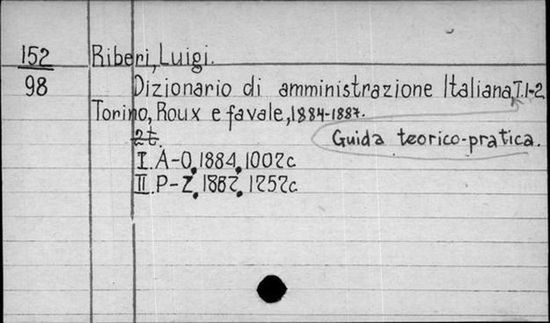 152
98
Riberi, Luigi.
Dizionario di amministrazione Italiana, T.1-2
Torino, Roux e favale, 1884-1887.
Guida teorico-pratica.
2t.
I. A-O, 1884, 1002c
II. P-Z, 1887, 1252c